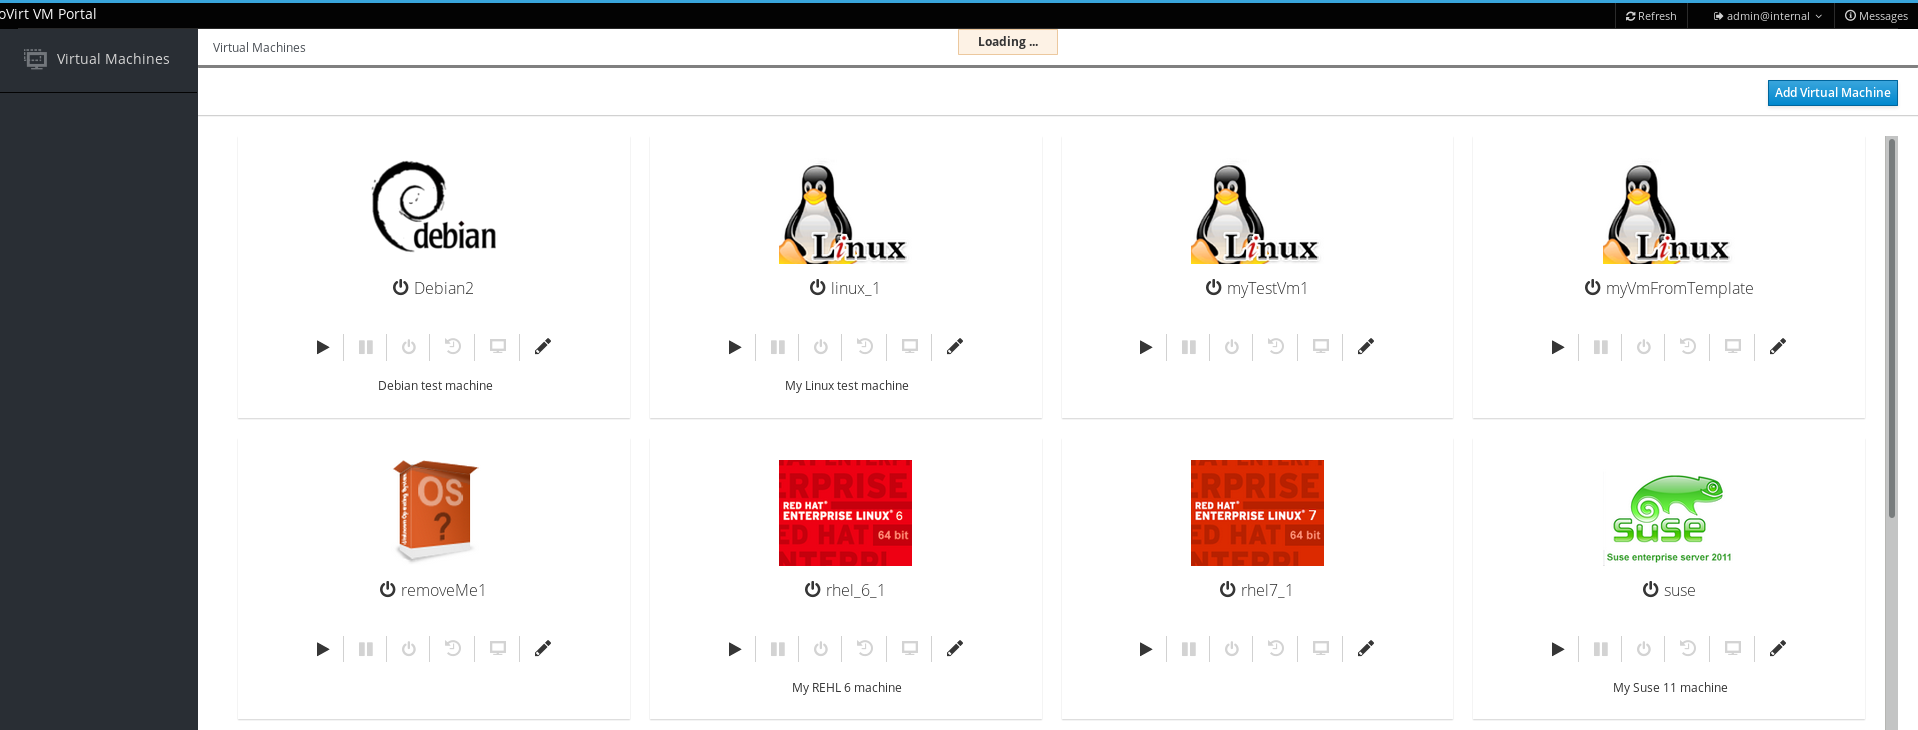 oVirt VM Portal
Refresh
admin@internal
Messages
Virtual Machines
Virtual Machines
Loading ...
Add Virtual Machine
debian
Linux
Linux
Linux
Debian2
linux_1
myTestVm1
myVmFromTemplate
Debian test machine
My Linux test machine
OS
?
RED HAT®
ENTERPRISE LINUX® 6
64 bit
RED HAT®
ENTERPRISE LINUX® 7
64 bit
suse
Suse enterprise server 2011
removeMe1
rhel_6_1
rhel7_1
suse
My REHL 6 machine
My Suse 11 machine